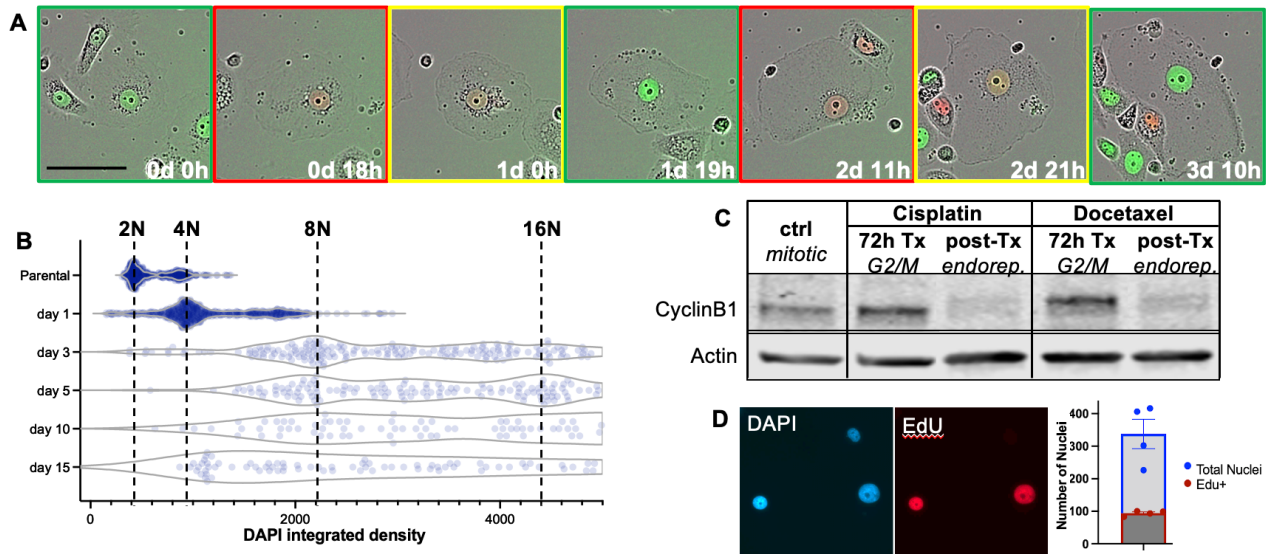 A
0d 0h
0d 18h
1d 0h
1d 19h
2d 11h
2d 21h
3d 10h
B
2N
4N
8N
16N
Parental
day 1
day 3
day 5
day 10
day 15
0
2000
4000
DAPI integrated density
C
ctrl
mitotic
Cisplatin
Docetaxel
72h Tx
G2/M
post-Tx
endorep.
72h Tx
G2/M
post-Tx
endorep.
CyclinB1
Actin
D
DAPI
EdU
Number of Nuclei
400
300
200
100
0
Total Nuclei
Edu+